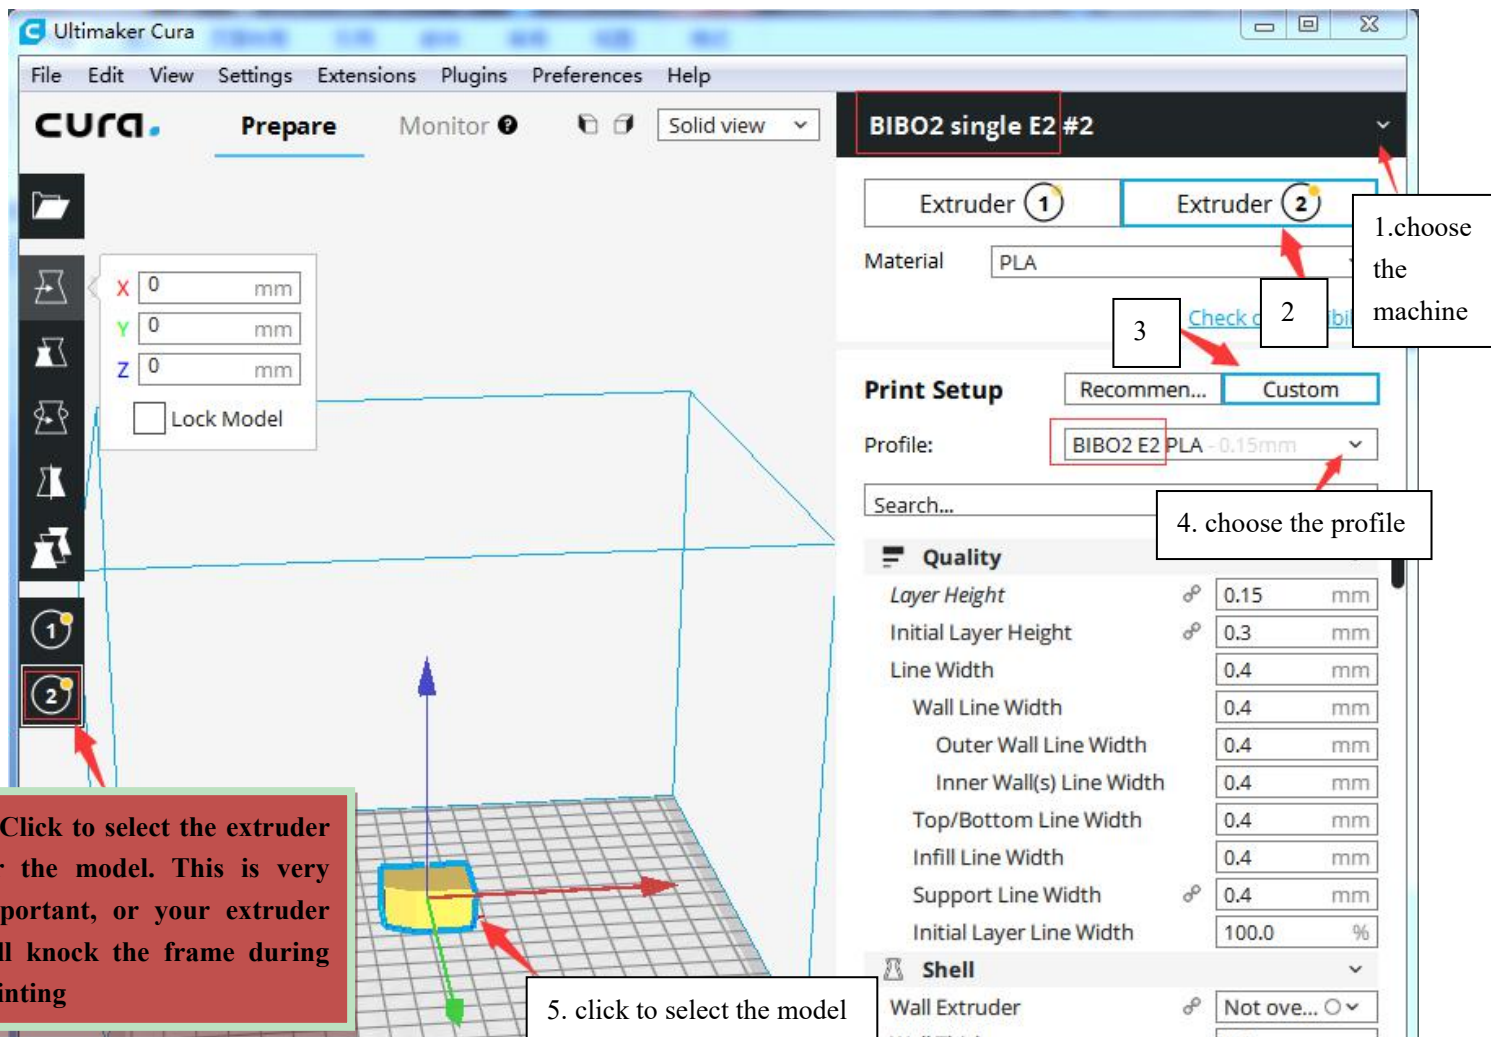 Ultimaker Cura
File Edit View Settings Extensions Plugins Preferences Help
cura.
Prepare
Monitor ?
Solid view
BIBO2 single E2 #2
Extruder 1
Extruder 2
1.choose
the
machine
Material
PLA
2
Check
3
Print Setup
Recommen...
Custom
Profile:
BIBO2 E2 PLA - 0.15mm
Search...
4. choose the profile
X 0 mm
Y 0 mm
Z 0 mm
Lock Model
1
2
Quality
Layer Height 0.15 mm
Initial Layer Height 0.3 mm
Line Width 0.4 mm
Wall Line Width 0.4 mm
Outer Wall Line Width 0.4 mm
Inner Wall(s) Line Width 0.4 mm
Top/Bottom Line Width 0.4 mm
Infill Line Width 0.4 mm
Support Line Width 0.4 mm
Initial Layer Line Width 100.0 %
Shell
Wall Extruder Not ove...
Click to select the extruder
the model. This is very
or your extruder
knock the frame during
5. click to select the model